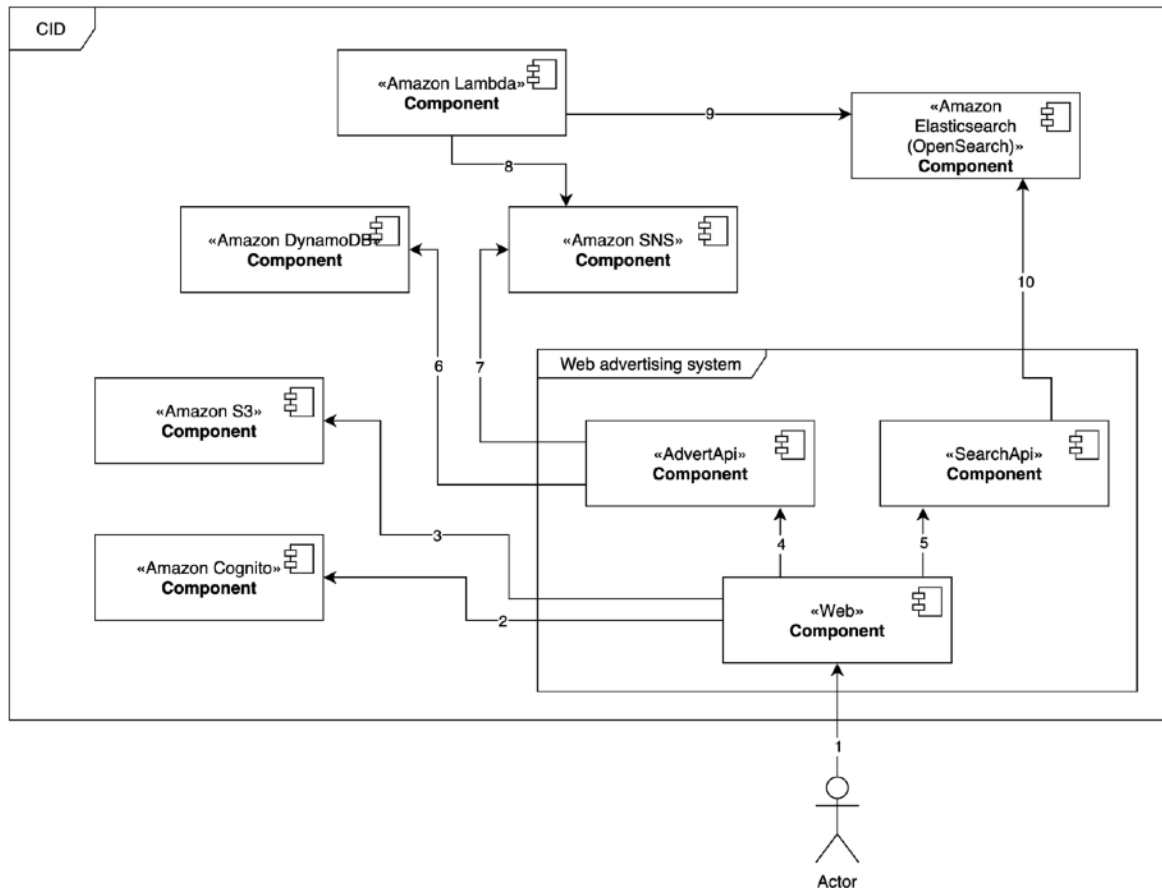 CID
«Amazon Lambda»
Component
9
«Amazon
Elasticsearch
(OpenSearch)»
Component
8
«Amazon DynamoDB»
Component
«Amazon SNS»
Component
10
6
7
Web advertising system
«Amazon S3»
Component
«AdvertApi»
Component
«SearchApi»
Component
3
4
5
«Amazon Cognito»
Component
2
«Web»
Component
1
Actor